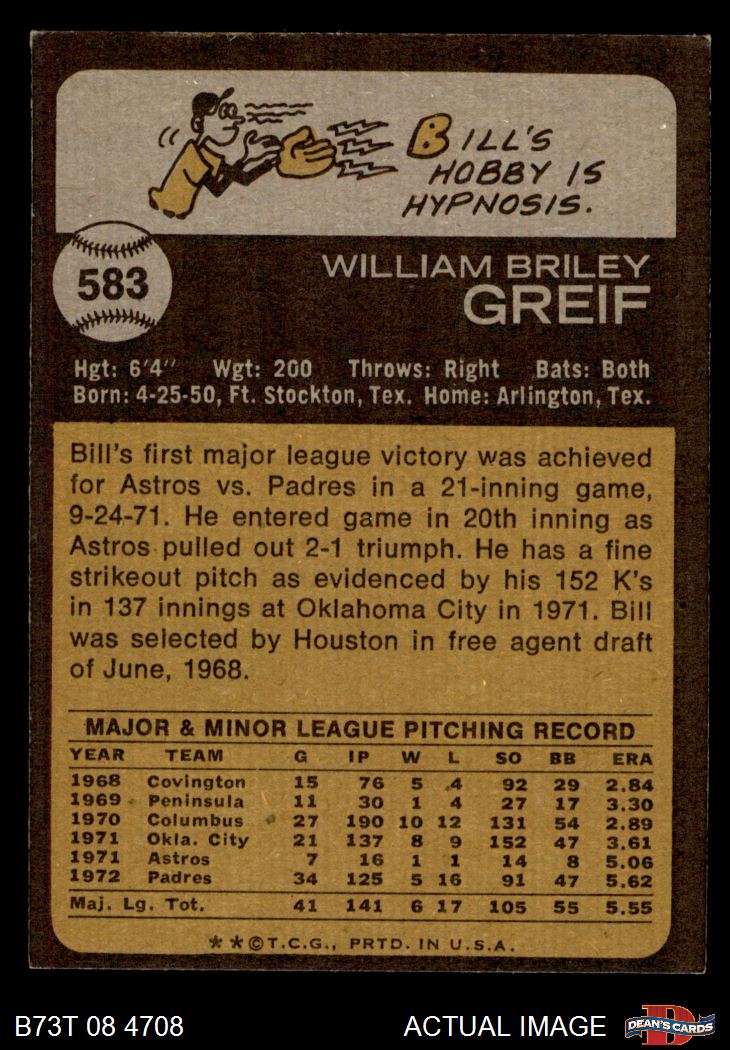 BILL'S
HOBBY IS
HYPNOSIS.
583
WILLIAM BRILEY
GREIF
Hgt: 6'4" Wgt: 200 Throws: Right Bats: Both
Born: 4-25-50, Ft. Stockton, Tex. Home: Arlington, Tex.
Bill's first major league victory was achieved
for Astros vs. Padres in a 21-inning game,
9-24-71. He entered game in 20th inning as
Astros pulled out 2-1 triumph. He has a fine
strikeout pitch as evidenced by his 152 K's
in 137 innings at Oklahoma City in 1971. Bill
was selected by Houston in free agent draft
of June, 1968.
MAJOR & MINOR LEAGUE PITCHING RECORD
YEAR TEAM G IP W L SO BB ERA
1968 Covington 15 76 5 4 92 29 2.84
1969 Peninsula 11 30 1 4 27 17 3.30
1970 Columbus 27 190 10 12 131 54 2.89
1971 Okla. City 21 137 8 9 152 47 3.61
1971 Astros 7 16 1 1 14 8 5.06
1972 Padres 34 125 5 16 91 47 5.62
Maj. Lg. Tot. 41 141 6 17 105 55 5.55
**©T.C.G., PRTD. IN U.S.A.
B73T 08 4708 ACTUAL IMAGE D DEAN'S CARDS